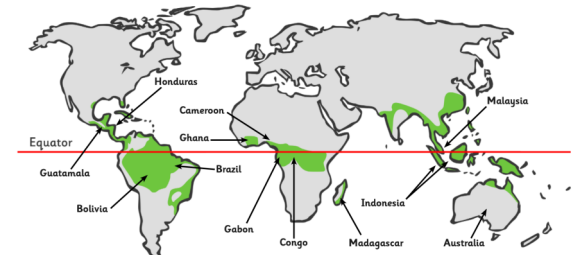 Honduras
Malaysia
Cameroon
Ghana
Equator
Guatamala
Brazil
Bolivia
Indonesia
Gabon
Congo
Madagascar
Australia